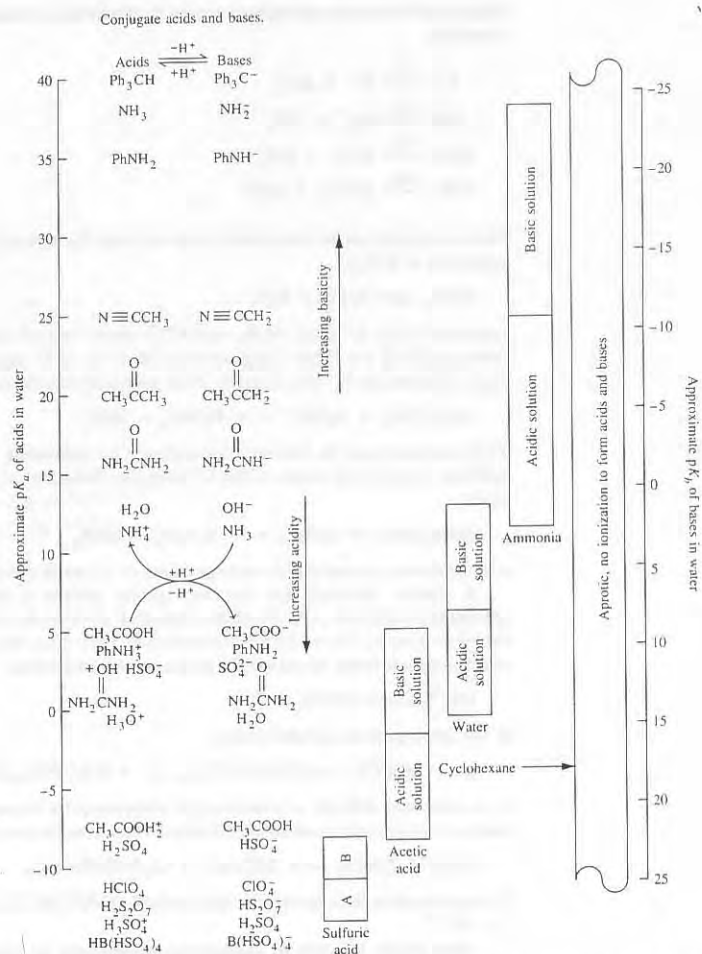 Conjugate acids and bases.
Acids −H⁺ Bases
+H⁺
Ph₃CH Ph₃C⁻
NH₃ NH₂⁻
PhNH₂ PhNH⁻
N≡CCH₃ N≡CCH₂⁻
O O
CH₃CCH₃ CH₃CCH₂⁻
O O
NH₂CNH₂ NH₂CNH⁻
H₂O OH⁻
NH₄⁺ NH₃
+H⁺
−H⁺
CH₃COOH CH₃COO⁻
PhNH₃⁺ PhNH₂
+OH HSO₄⁻ SO₄²⁻ O
NH₂CNH₂ NH₂CNH₂
H₃O⁺ H₂O
CH₃COOH₂⁺ CH₃COOH
H₂SO₄ HSO₄⁻
HClO₄ ClO₄⁻
H₂S₂O₇ HS₂O₇⁻
H₃SO₄⁺ H₂SO₄
HB(HSO₄)₄ B(HSO₄)₄⁻
Approximate pKₐ of acids in water
40
35
30
25
20
15
10
5
0
−5
−10
Increasing basicity
Increasing acidity
B
A
Sulfuric
acid
Basic
solution
Acidic
solution
Acetic
acid
Basic
solution
Acidic
solution
Water
Basic solution
Acidic solution
Ammonia
Cyclohexane
Aprotic, no ionization to form acids and bases
−25
−20
−15
−10
−5
0
5
10
15
20
25
Approximate pK_b of bases in water